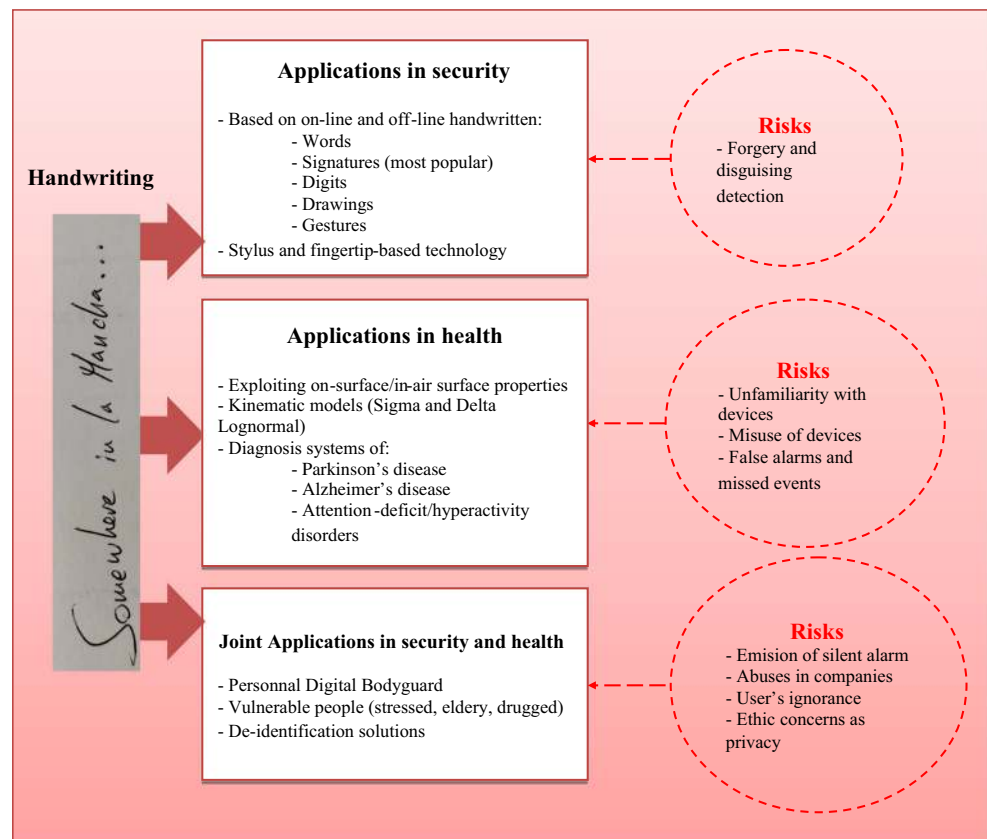 Handwriting
Somewhere in la Mancha...
Applications in security
- Based on on-line and off-line handwritten:
- Words
- Signatures (most popular)
- Digits
- Drawings
- Gestures
- Stylus and fingertip-based technology
Risks
- Forgery and
disguising
detection
Applications in health
- Exploiting on-surface/in-air surface properties
- Kinematic models (Sigma and Delta
Lognormal)
- Diagnosis systems of:
- Parkinson's disease
- Alzheimer's disease
- Attention-deficit/hyperactivity
disorders
Risks
- Unfamiliarity with
devices
- Misuse of devices
- False alarms and
missed events
Joint Applications in security and health
- Personnal Digital Bodyguard
- Vulnerable people (stressed, eldery, drugged)
- De-identification solutions
Risks
- Emision of silent alarm
- Abuses in companies
- User's ignorance
- Ethic concerns as
privacy